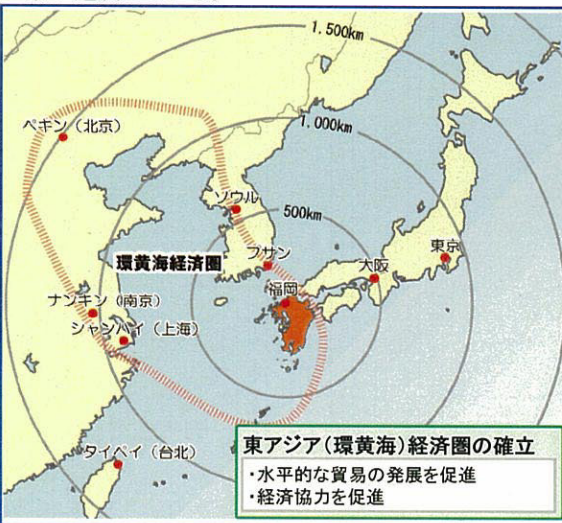 1.500km
ペキン(北京)
1.000km
ソウル
500km
環黄海経済圏
プサン
大阪
東京
福岡
ナンキン(南京)
シャンハイ(上海)
タイペイ(台北)
東アジア(環黄海)経済圏の確立
・水平的な貿易の発展を促進
・経済協力を促進